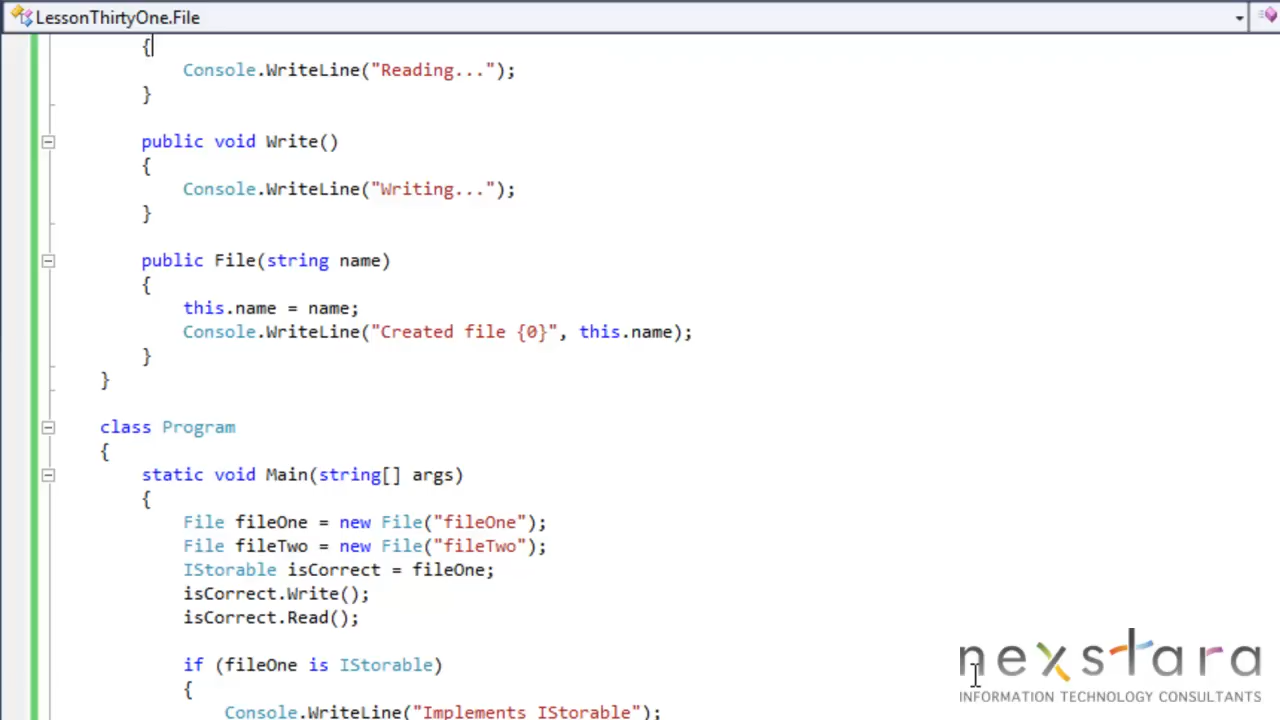 LessonThirtyOne.File
{
Console.WriteLine("Reading...");
}
public void Write()
{
Console.WriteLine("Writing...");
}
public File(string name)
{
this.name = name;
Console.WriteLine("Created file {0}", this.name);
}
}
class Program
{
static void Main(string[] args)
{
File fileOne = new File("fileOne");
File fileTwo = new File("fileTwo");
IStorable isCorrect = fileOne;
isCorrect.Write();
isCorrect.Read();
if (fileOne is IStorable)
{
Console.WriteLine("Implements IStorable");
nexstara
INFORMATION TECHNOLOGY CONSULTANTS